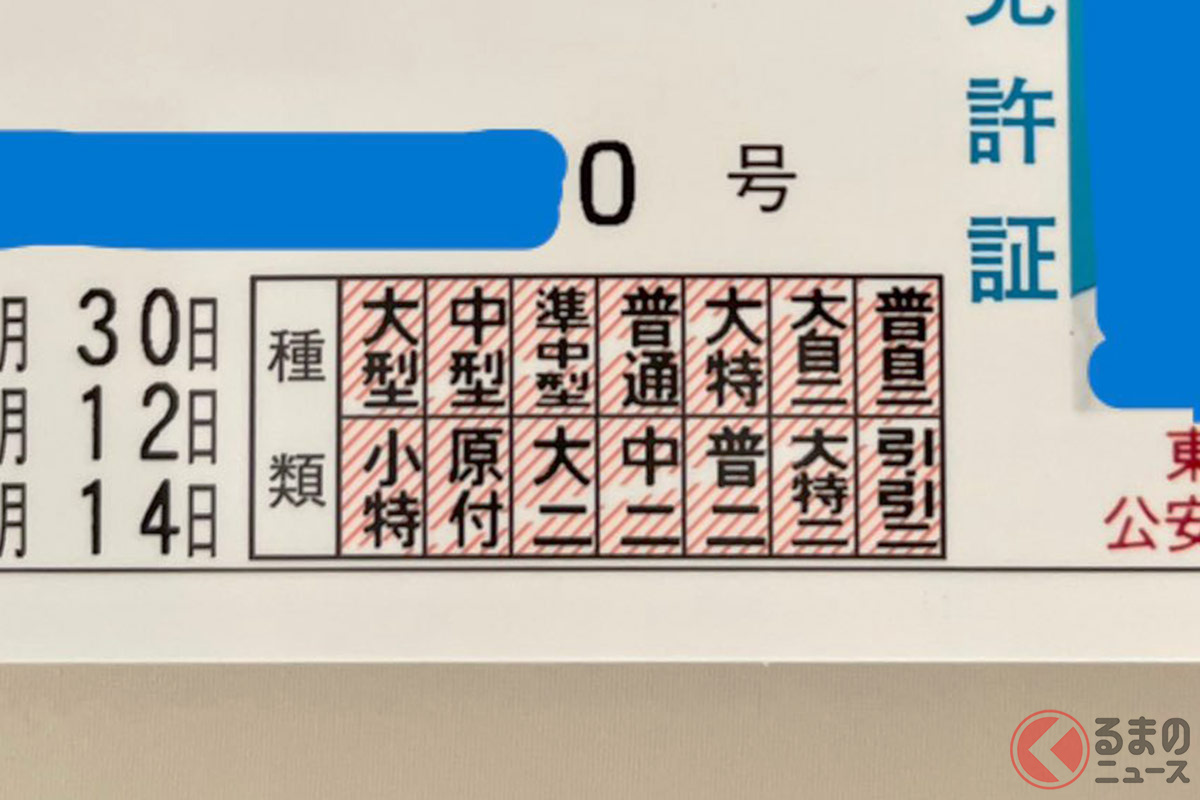 許
証
0 号
月 30日
月 12日
月 14日
種類
大型 中型 準中型 普通 大特 大自二 普自二
小特 原付 大二 中二 普二 大特二 引・引二
公安
るまの
ニュース